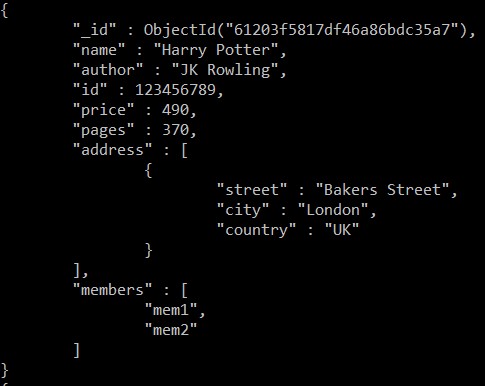 {
"_id" : ObjectId("61203f5817df46a86bdc35a7"),
"name" : "Harry Potter",
"author" : "JK Rowling",
"id" : 123456789,
"price" : 490,
"pages" : 370,
"address" : [
{
"street" : "Bakers Street",
"city" : "London",
"country" : "UK"
}
],
"members" : [
"mem1",
"mem2"
]
}